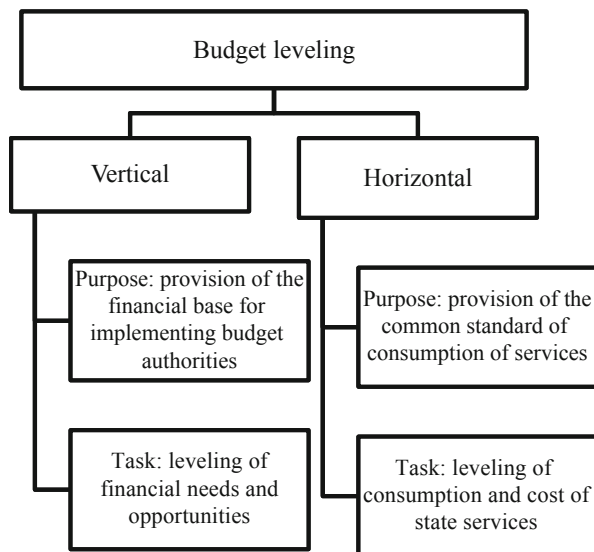 Budget leveling
Vertical
Horizontal
Purpose: provision of the
financial base for
implementing budget
authorities
Purpose: provision of the
common standard of
consumption of services
Task: leveling of
financial needs and
opportunities
Task: leveling of
consumption and cost of
state services